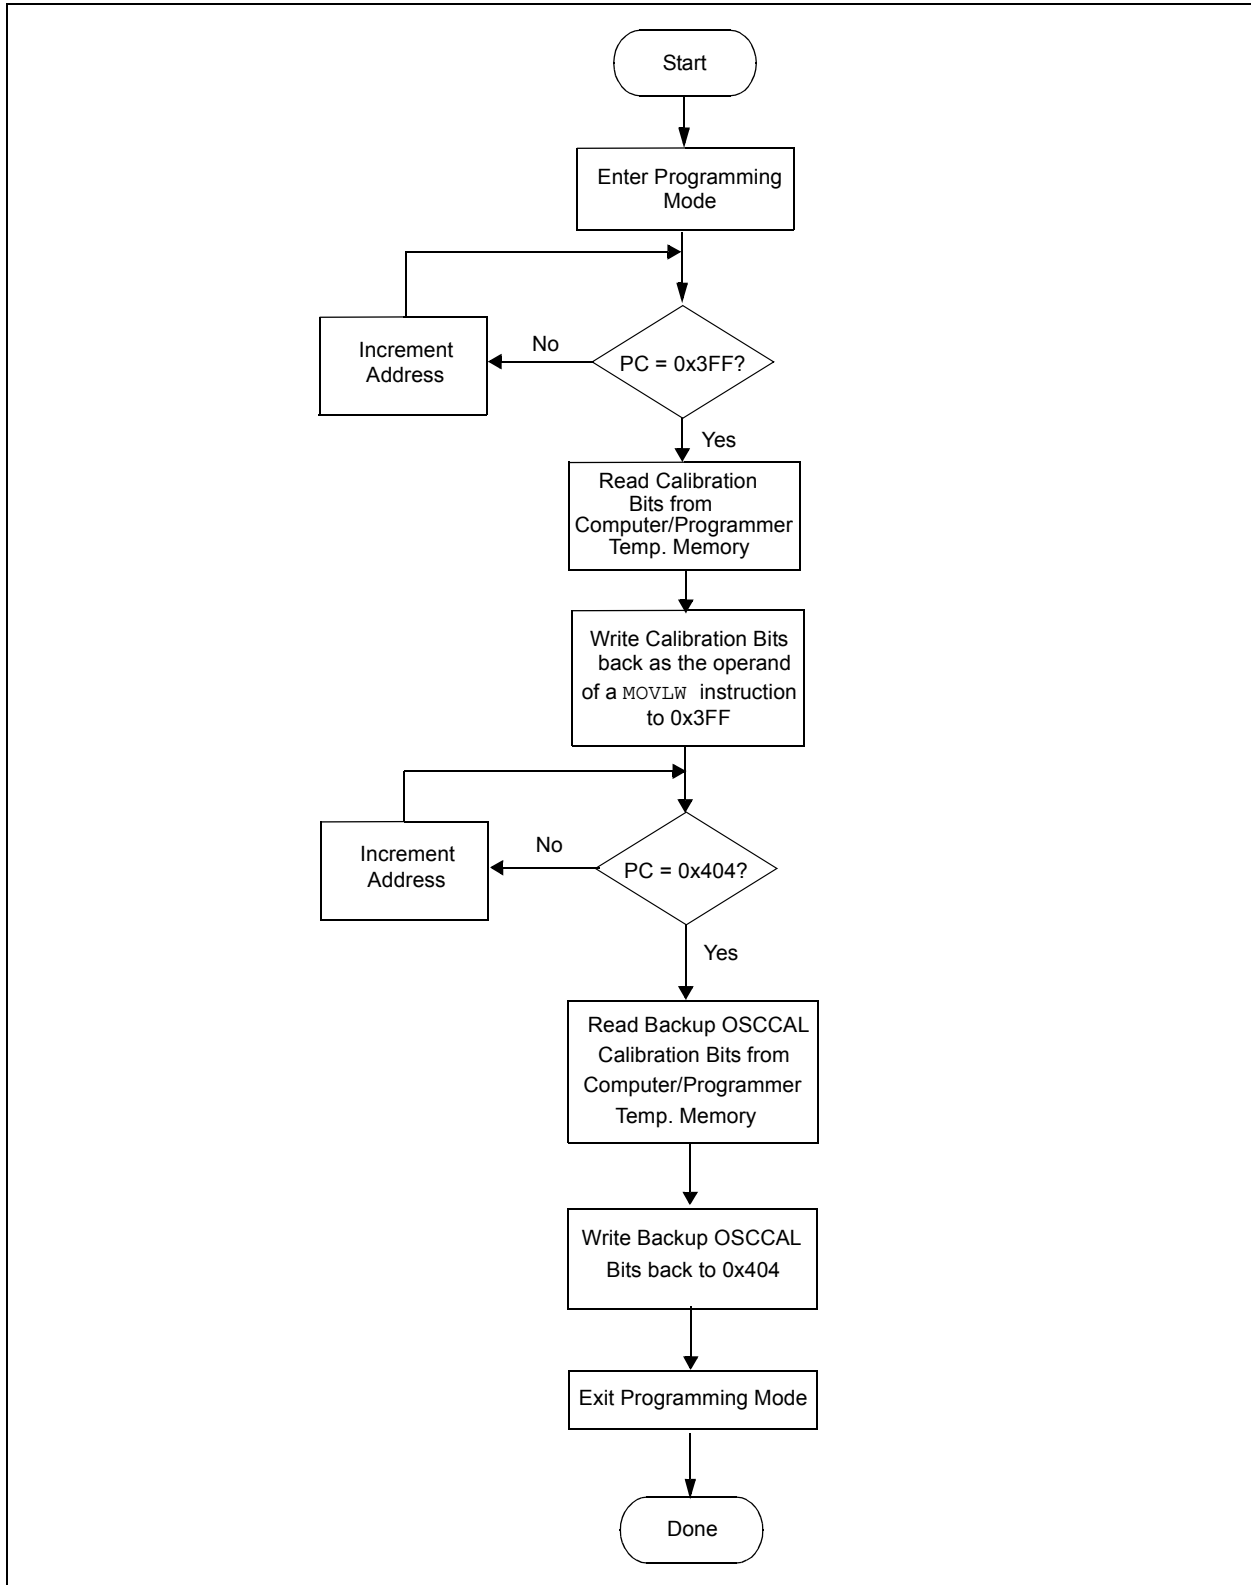 Start
Enter Programming
Mode
PC = 0x3FF?
No
Increment
Address
Yes
Read Calibration
Bits from
Computer/Programmer
Temp. Memory
Write Calibration Bits
back as the operand
of a MOVLW instruction
to 0x3FF
PC = 0x404?
No
Increment
Address
Yes
Read Backup OSCCAL
Calibration Bits from
Computer/Programmer
Temp. Memory
Write Backup OSCCAL
Bits back to 0x404
Exit Programming Mode
Done